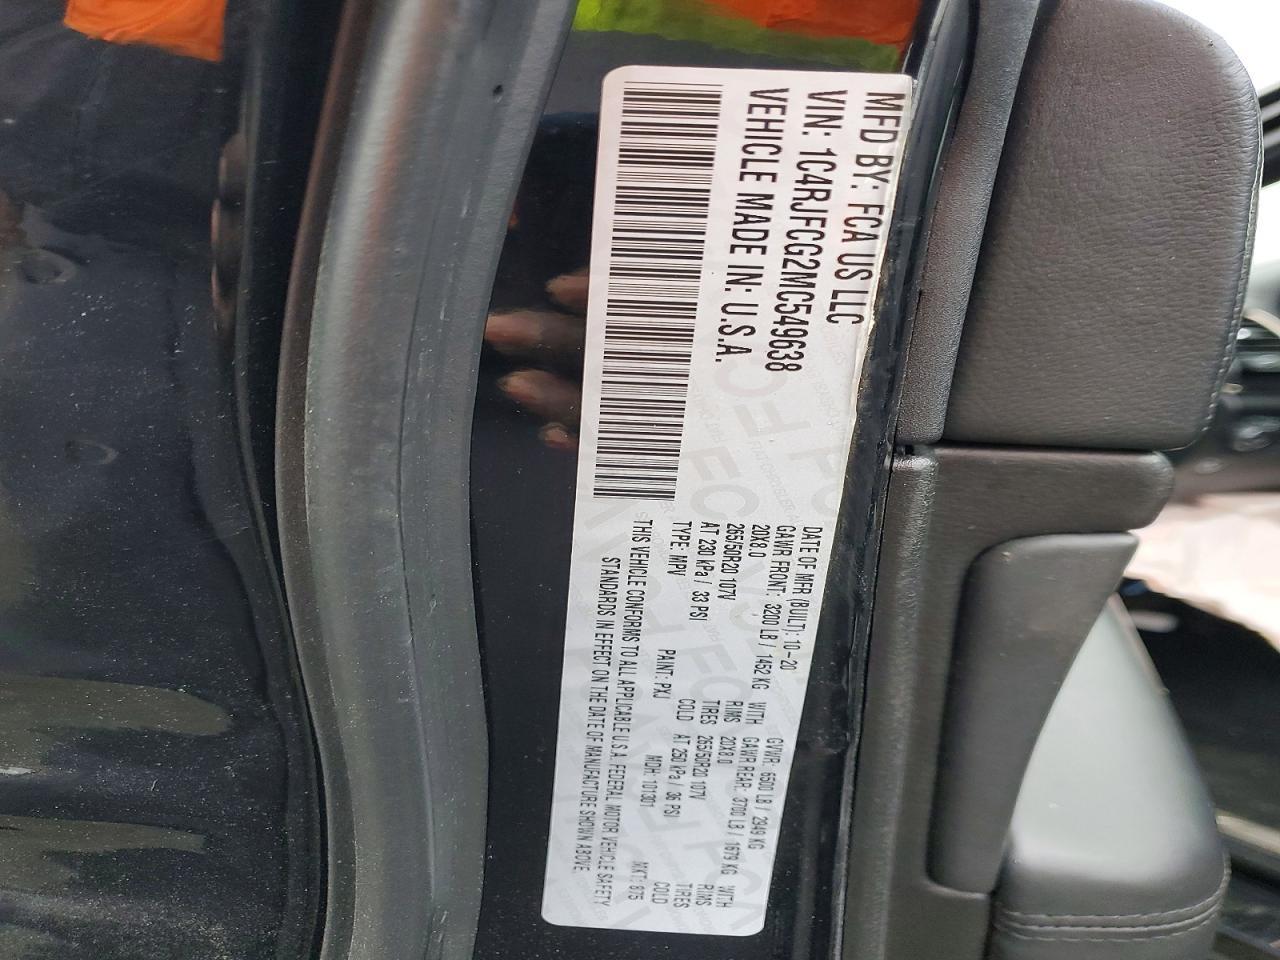 MFD BY: FCA US LLC
VIN: 1C4RJFCG2MC549638
VEHICLE MADE IN: U.S.A.
DATE OF MFR (BUILT): 10-20 GVWR: 6500 LB / 2949 KG
GAWR FRONT: 3200 LB / 1452 KG WITH GAWR REAR: 3700 LB / 1679 KG WITH
20X8.0 RIMS 20X8.0 RIMS
265/50R20 107V TIRES 265/50R20 107V TIRES
AT 230 kPa / 33 PSI COLD AT 250 kPa / 36 PSI COLD
TYPE: MPV PAINT: PXJ MDH: 101301 MKT: 875
THIS VEHICLE CONFORMS TO ALL APPLICABLE U.S.A. FEDERAL MOTOR VEHICLE SAFETY
STANDARDS IN EFFECT ON THE DATE OF MANUFACTURE SHOWN ABOVE.